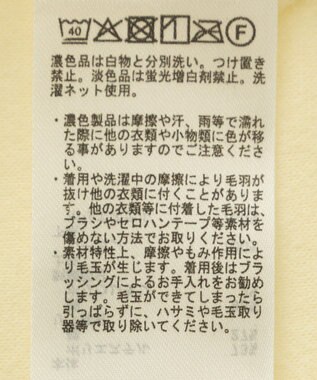 40 F
濃色品は白物と分別洗い。つけ置き
禁止。淡色品は蛍光増白剤禁止。洗
濯ネット使用。
・濃色製品は摩擦や汗、雨等で濡れ
た際に他の衣類や小物類に色が移
る事がありますのでご注意くださ
い。
・着用や洗濯中の摩擦により毛羽が
抜け他の衣類に付くことがありま
す。他の衣類等に付着した毛羽は、
ブラシやセロハンテープ等素材を
傷めない方法でお取りください。
・素材特性上、摩擦やもみ作用によ
り毛玉が生じます。着用後はブラ
ッシングによるお手入れをお勧め
します。毛玉ができてしまったら
引っぱらずに、ハサミや毛玉取り
器等で取り除いてください。